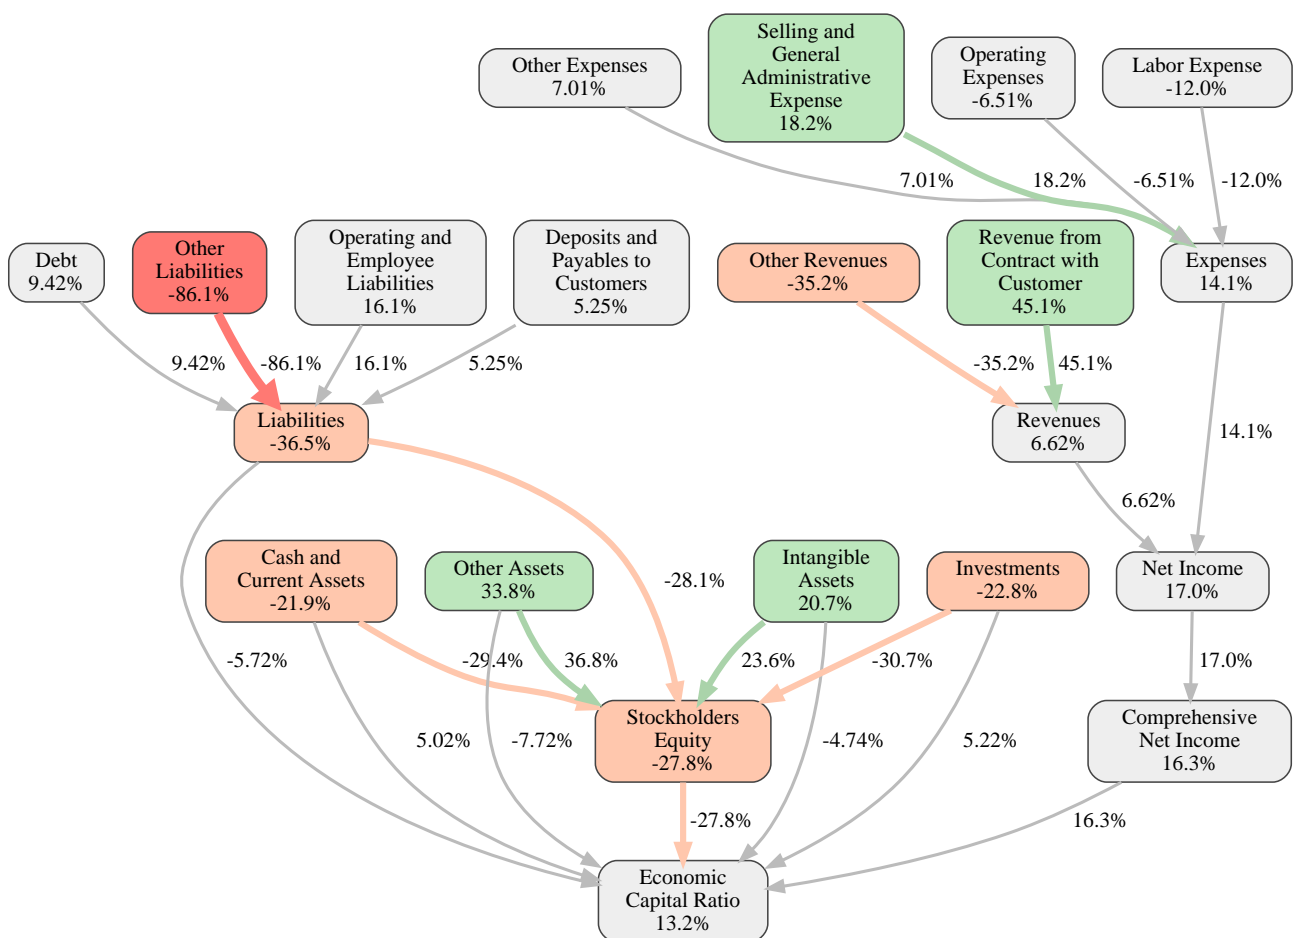 Other Expenses
7.01%
Selling and
General
Administrative
Expense
18.2%
Operating
Expenses
-6.51%
Labor Expense
-12.0%
7.01%
18.2%
-6.51%
-12.0%
Debt
9.42%
Other
Liabilities
-86.1%
Operating and
Employee
Liabilities
16.1%
Deposits and
Payables to
Customers
5.25%
Other Revenues
-35.2%
Revenue from
Contract with
Customer
45.1%
Expenses
14.1%
9.42%
-86.1%
16.1%
5.25%
-35.2%
45.1%
Liabilities
-36.5%
Revenues
6.62%
14.1%
6.62%
Cash and
Current Assets
-21.9%
Other Assets
33.8%
-28.1%
Intangible
Assets
20.7%
Investments
-22.8%
Net Income
17.0%
-5.72%
-29.4%
36.8%
23.6%
-30.7%
17.0%
Stockholders
Equity
-27.8%
Comprehensive
Net Income
16.3%
5.02%
-7.72%
-4.74%
5.22%
-27.8%
16.3%
Economic
Capital Ratio
13.2%